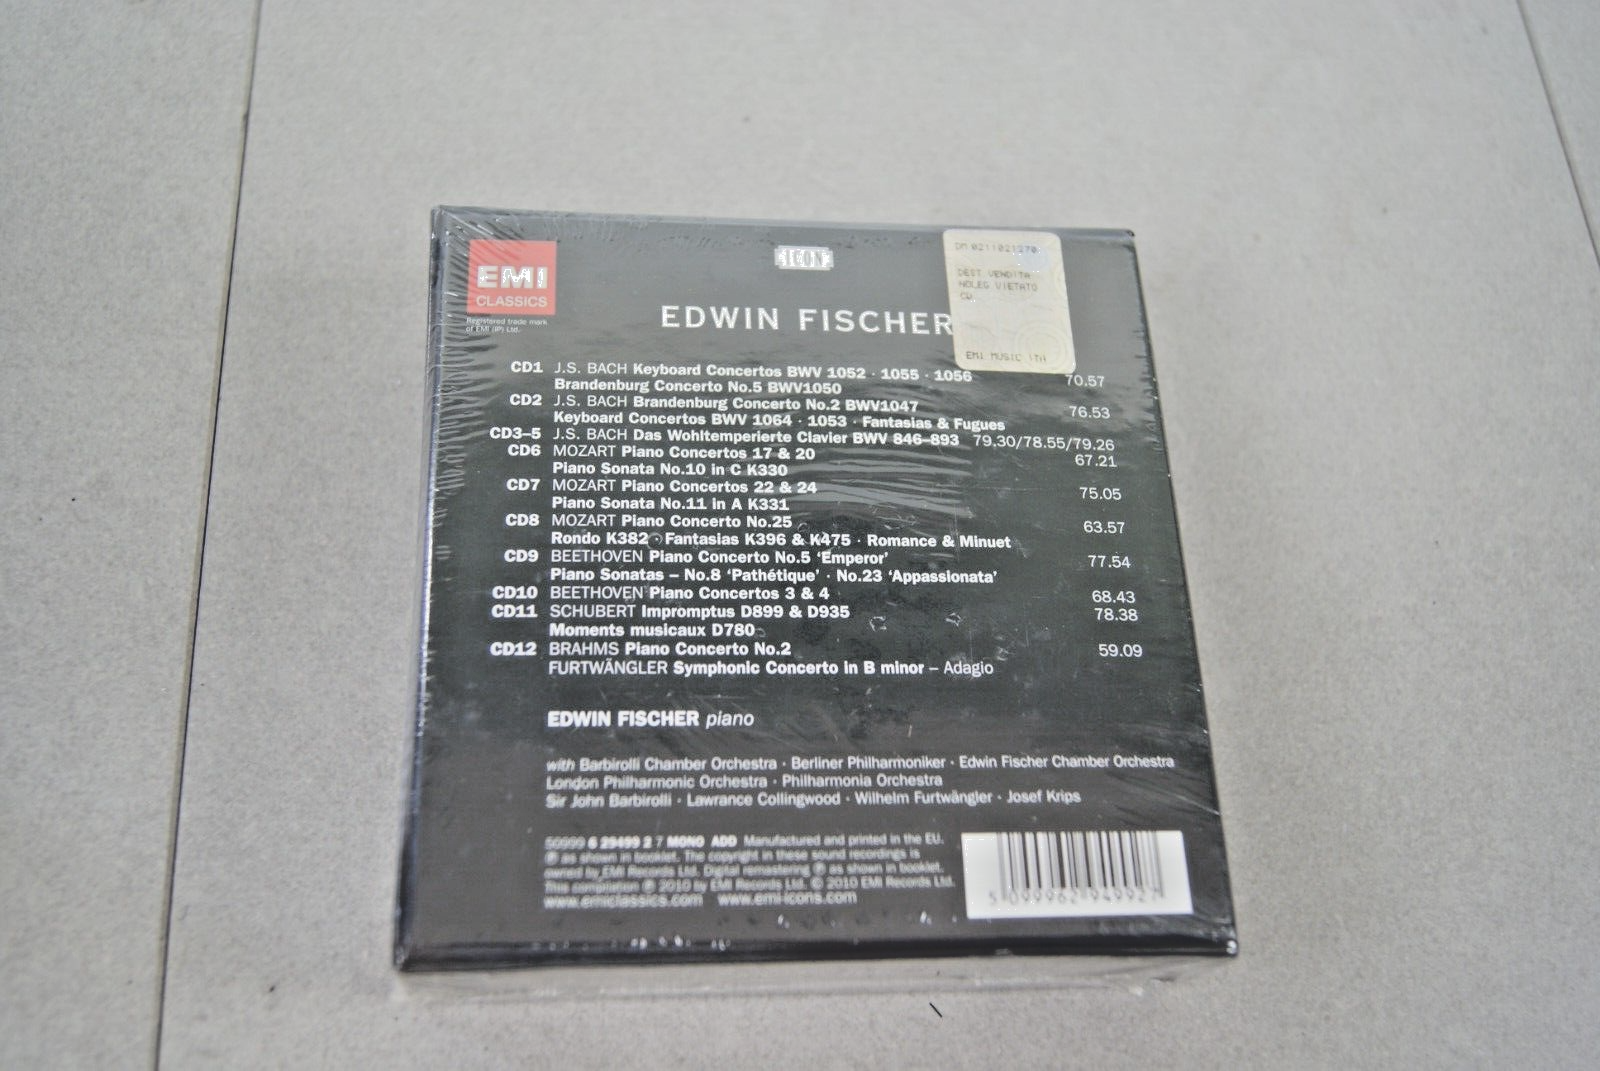 EMI
CLASSICS
Registered trade mark
of EMI (IP) Ltd.
ICON
DEST VENDITA
NOLEG VIETATO
CD
EMI MUSIC ITA
EDWIN FISCHER
CD1 J.S. BACH Keyboard Concertos BWV 1052 · 1055 · 1056 70.57
Brandenburg Concerto No.5 BWV1050
CD2 J.S. BACH Brandenburg Concerto No.2 BWV1047 76.53
Keyboard Concertos BWV 1064 · 1053 · Fantasias & Fugues
CD3–5 J.S. BACH Das Wohltemperierte Clavier BWV 846–893 79.30/78.55/79.26
CD6 MOZART Piano Concertos 17 & 20 67.21
Piano Sonata No.10 in C K330
CD7 MOZART Piano Concertos 22 & 24 75.05
Piano Sonata No.11 in A K331
CD8 MOZART Piano Concerto No.25 63.57
Rondo K382 · Fantasias K396 & K475 · Romance & Minuet
CD9 BEETHOVEN Piano Concerto No.5 ‘Emperor’ 77.54
Piano Sonatas – No.8 ‘Pathétique’ · No.23 ‘Appassionata’
CD10 BEETHOVEN Piano Concertos 3 & 4 68.43
CD11 SCHUBERT Impromptus D899 & D935 78.38
Moments musicaux D780
CD12 BRAHMS Piano Concerto No.2 59.09
FURTWÄNGLER Symphonic Concerto in B minor – Adagio
EDWIN FISCHER piano
with Barbirolli Chamber Orchestra · Berliner Philharmoniker · Edwin Fischer Chamber Orchestra
London Philharmonic Orchestra · Philharmonia Orchestra
Sir John Barbirolli · Lawrance Collingwood · Wilhelm Furtwängler · Josef Krips
50999 6 29499 2 7 MONO ADD Manufactured and printed in the EU.
℗ as shown in booklet. The copyright in these sound recordings is
owned by EMI Records Ltd. Digital remastering ℗ as shown in booklet.
This compilation ℗ 2010 by EMI Records Ltd. © 2010 EMI Records Ltd.
www.emiclassics.com www.emi-icons.com
5 099962 949927